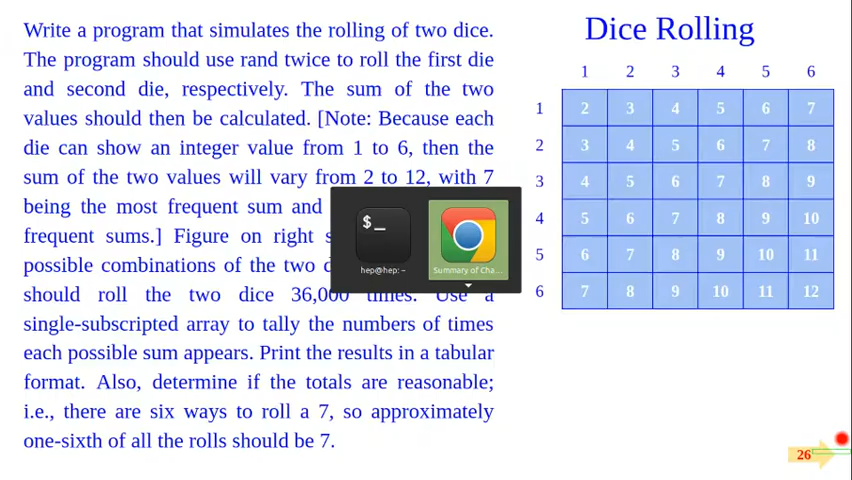 Write a program that simulates the rolling of two dice.
The program should use rand twice to roll the first die
and second die, respectively. The sum of the two
values should then be calculated. [Note: Because each
die can show an integer value from 1 to 6, then the
sum of the two values will vary from 2 to 12, with 7
being the most frequent sum and
frequent sums.] Figure on right s
possible combinations of the two d
should roll the two dice 36,000 times. Use a
single-subscripted array to tally the numbers of times
each possible sum appears. Print the results in a tabular
format. Also, determine if the totals are reasonable;
i.e., there are six ways to roll a 7, so approximately
one-sixth of all the rolls should be 7.
$_
hep@hep: ~
Summary of Cha...
Dice Rolling
1 2 3 4 5 6
1 2 3 4 5 6 7
2 3 4 5 6 7 8
3 4 5 6 7 8 9
4 5 6 7 8 9 10
5 6 7 8 9 10 11
6 7 8 9 10 11 12
26